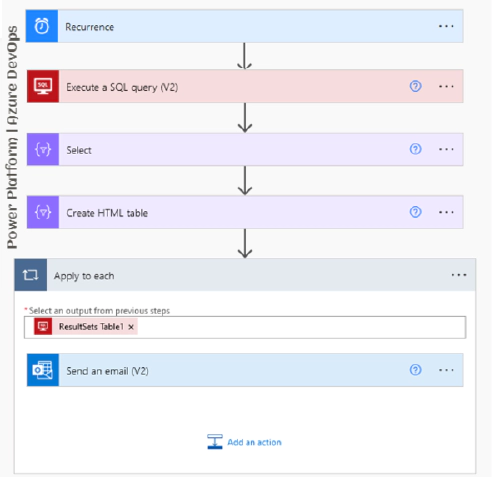 Power Platform | Azure DevOps
Recurrence
SQL
Execute a SQL query (V2)
Select
Create HTML table
Apply to each
* Select an output from previous steps
ResultSets Table1 ×
Send an email (V2)
Add an action